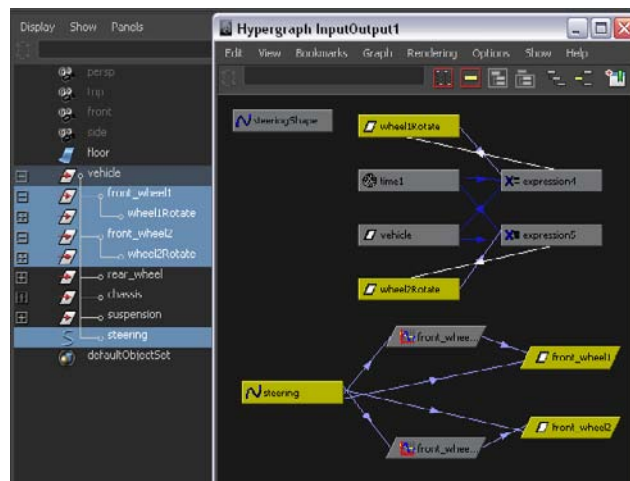 Display Show Panels
persp
top
front
side
floor
vehicle
front_wheel1
wheel1Rotate
front_wheel2
wheel2Rotate
rear_wheel
chassis
suspension
steering
defaultObjectSet
Hypergraph InputOutput1
Edit View Bookmarks Graph Rendering Options Show Help
steeringShape
wheel1Rotate
time1
expression4
vehicle
expression5
wheel2Rotate
front_whee...
front_wheel1
steering
front_wheel2
front_whee...